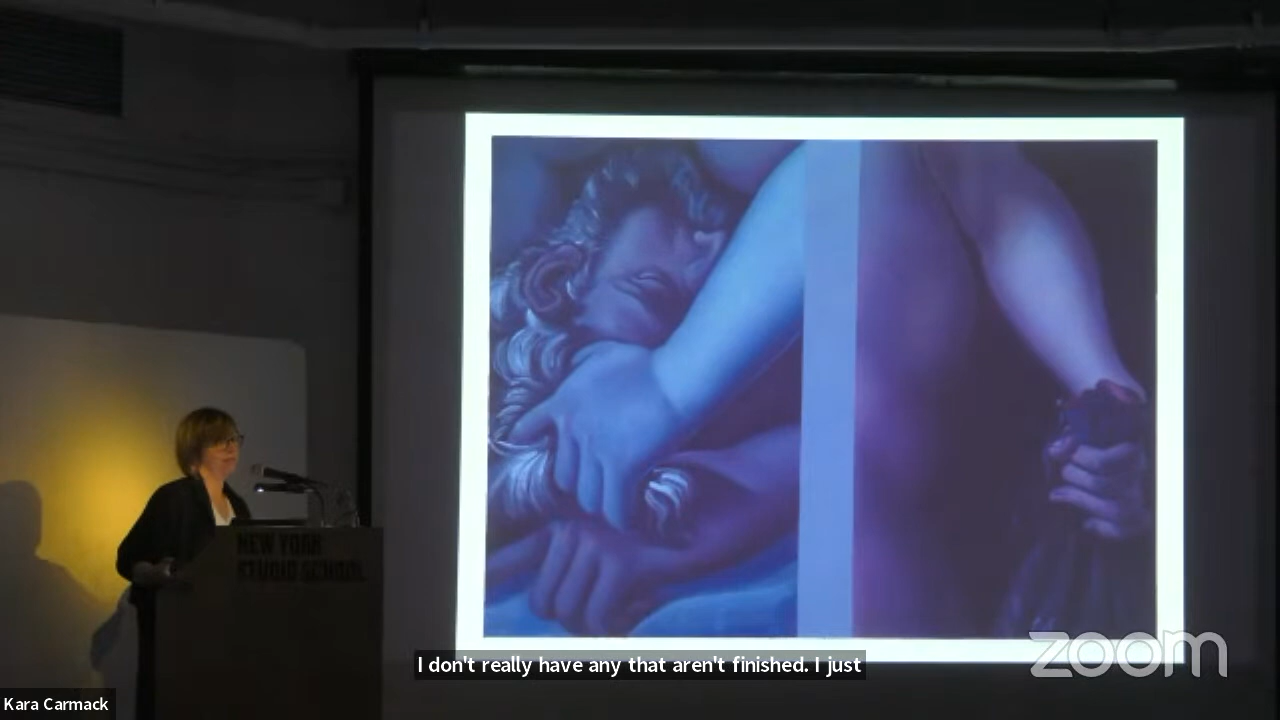 NEW YORK
STUDIO SCHOOL
I don't really have any that aren't finished. I just
zoom
Kara Carmack